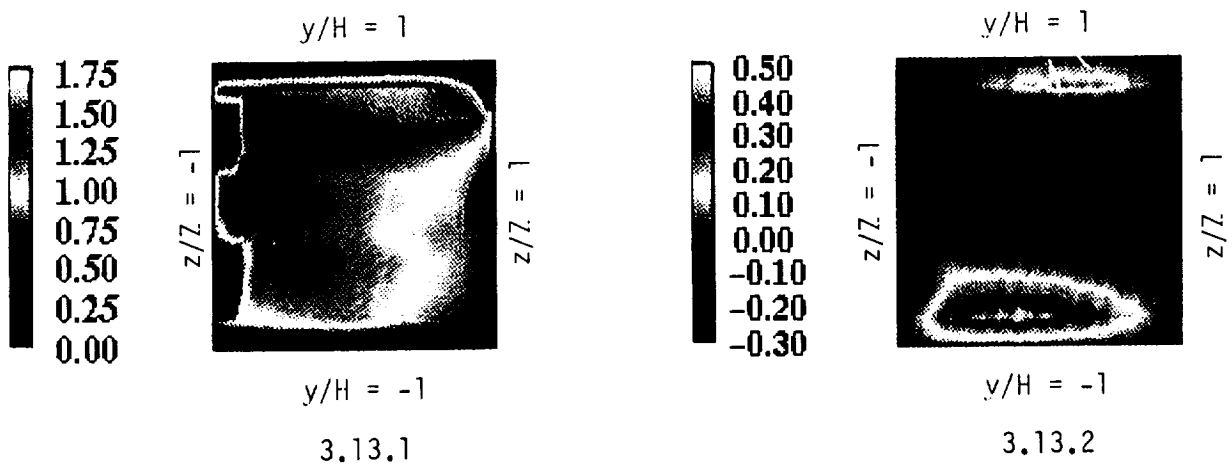 y/H = 1
1.75
1.50
1.25
1.00
0.75
0.50
0.25
0.00
z/Z = -1
z/Z = 1
y/H = -1
3.13.1
y/H = 1
0.50
0.40
0.30
0.20
0.10
0.00
-0.10
-0.20
-0.30
z/Z = -1
z/Z = 1
y/H = -1
3.13.2